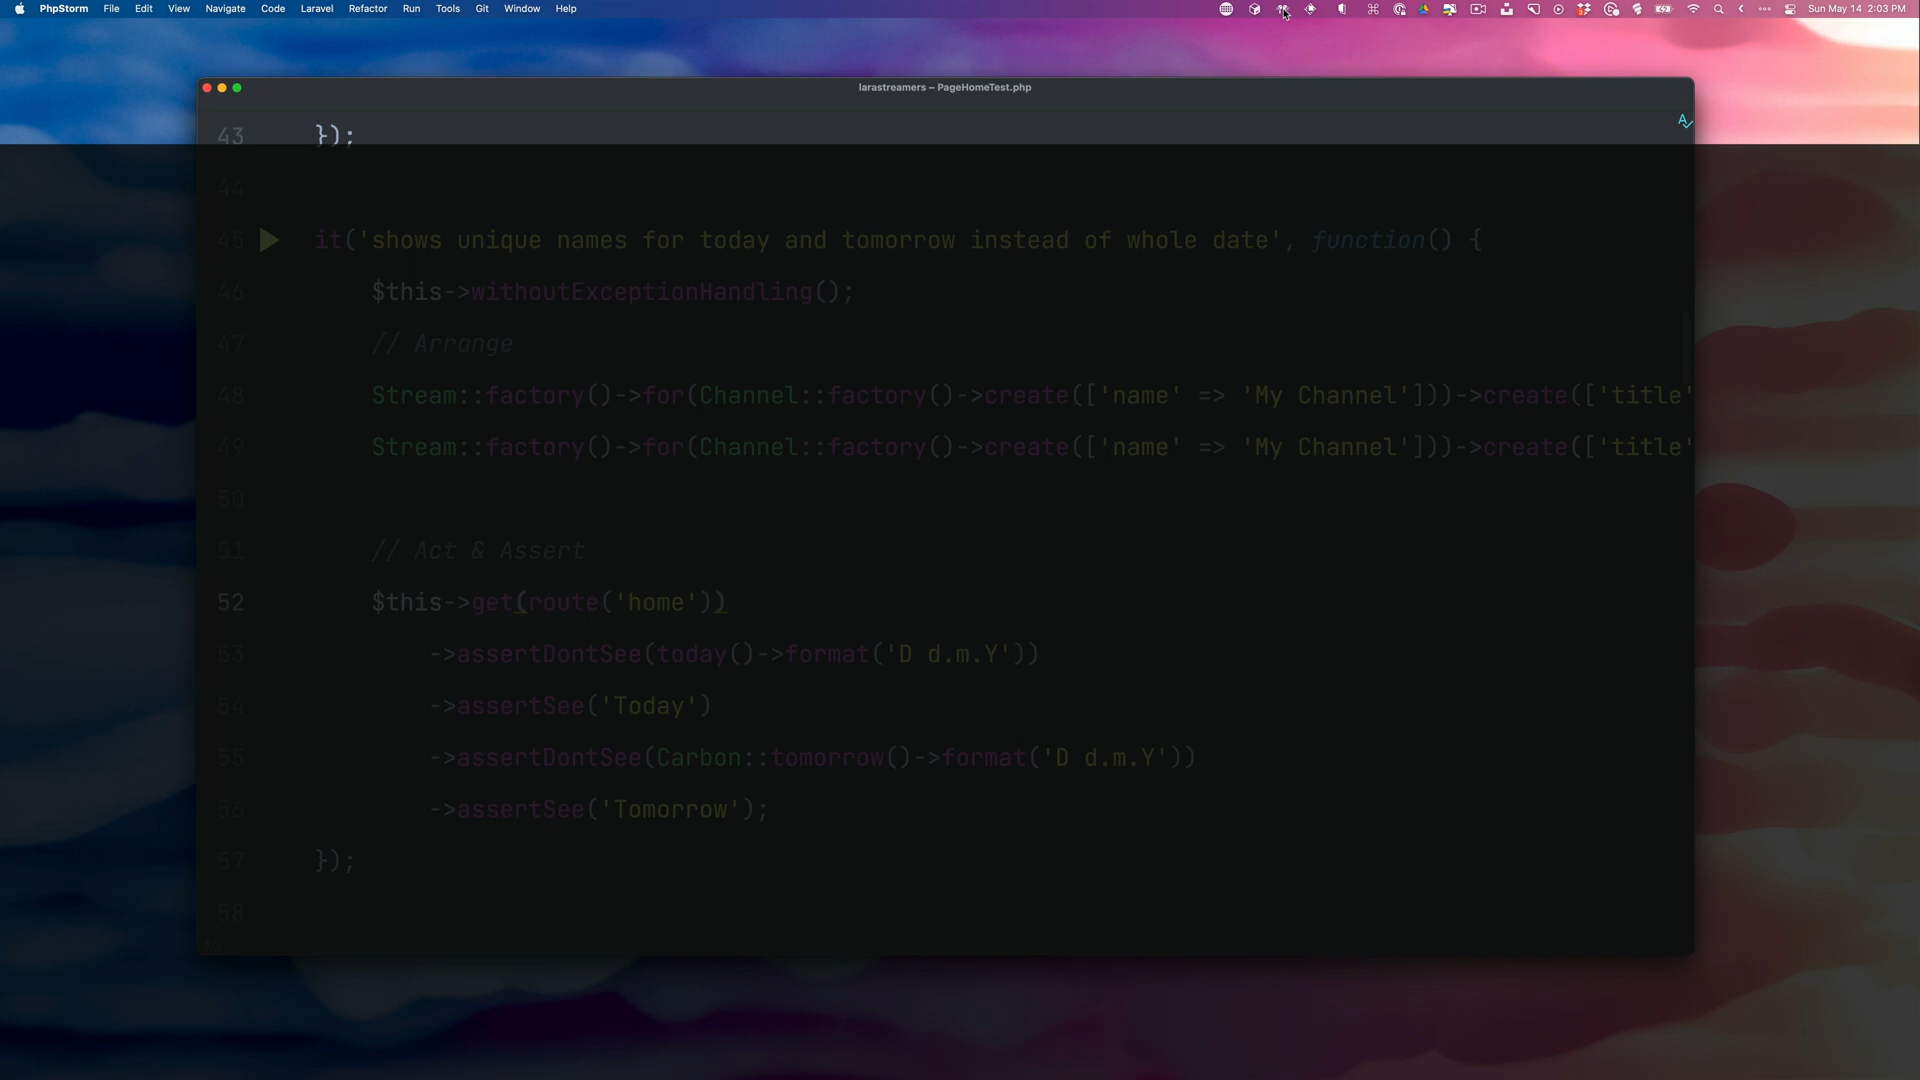 PhpStorm File Edit View Navigate Code Laravel Refactor Run Tools Git Window Help Sun May 14 2:03 PM
larastreamers – PageHomeTest.php
43 });
44
45 it('shows unique names for today and tomorrow instead of whole date', function() {
46 $this->withoutExceptionHandling();
47 // Arrange
48 Stream::factory()->for(Channel::factory()->create(['name' => 'My Channel']))->create(['title'
49 Stream::factory()->for(Channel::factory()->create(['name' => 'My Channel']))->create(['title'
50
51 // Act & Assert
52 $this->get(route('home'))
53 ->assertDontSee(today()->format('D d.m.Y'))
54 ->assertSee('Today')
55 ->assertDontSee(Carbon::tomorrow()->format('D d.m.Y'))
56 ->assertSee('Tomorrow');
57 });
58